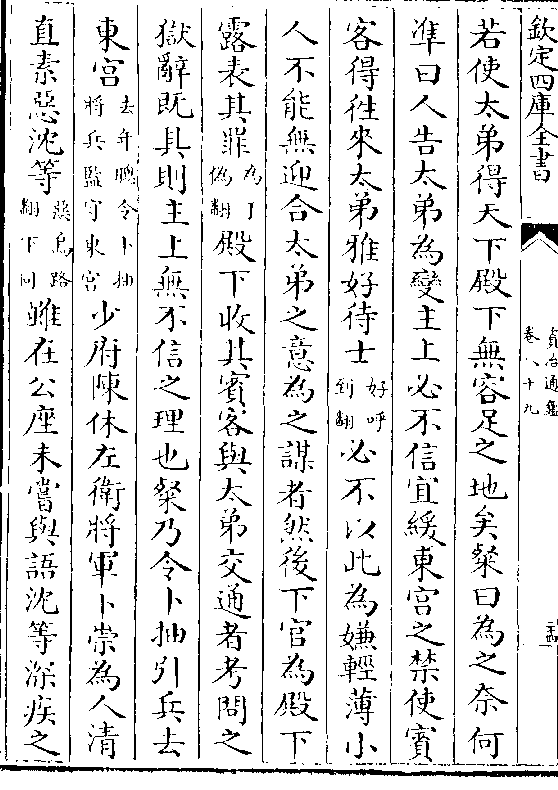 欽定四庫全書
資治通鑑
卷八十九
若使太弟得天下殿下無容足之地矣粲曰為之奈何
準曰人告太弟為變主上必不信宜緩東宫之禁使賓
客得徃來太弟雅好待士好呼到翻必不以此為嫌輕薄小
人不能無迎合太弟之意為之謀者然後下官為殿下
露表其罪為于偽翻殿下收其賓客與太弟交通者考問之
獄辭既具則主上無不信之理也粲乃令卜抽引兵去
東宫去年聰令卜抽將兵監守東宫少府陳休左衛將軍卜崇為人清
直素惡沈等惡烏路翻下同雖在公座未嘗與語沈等深疾之